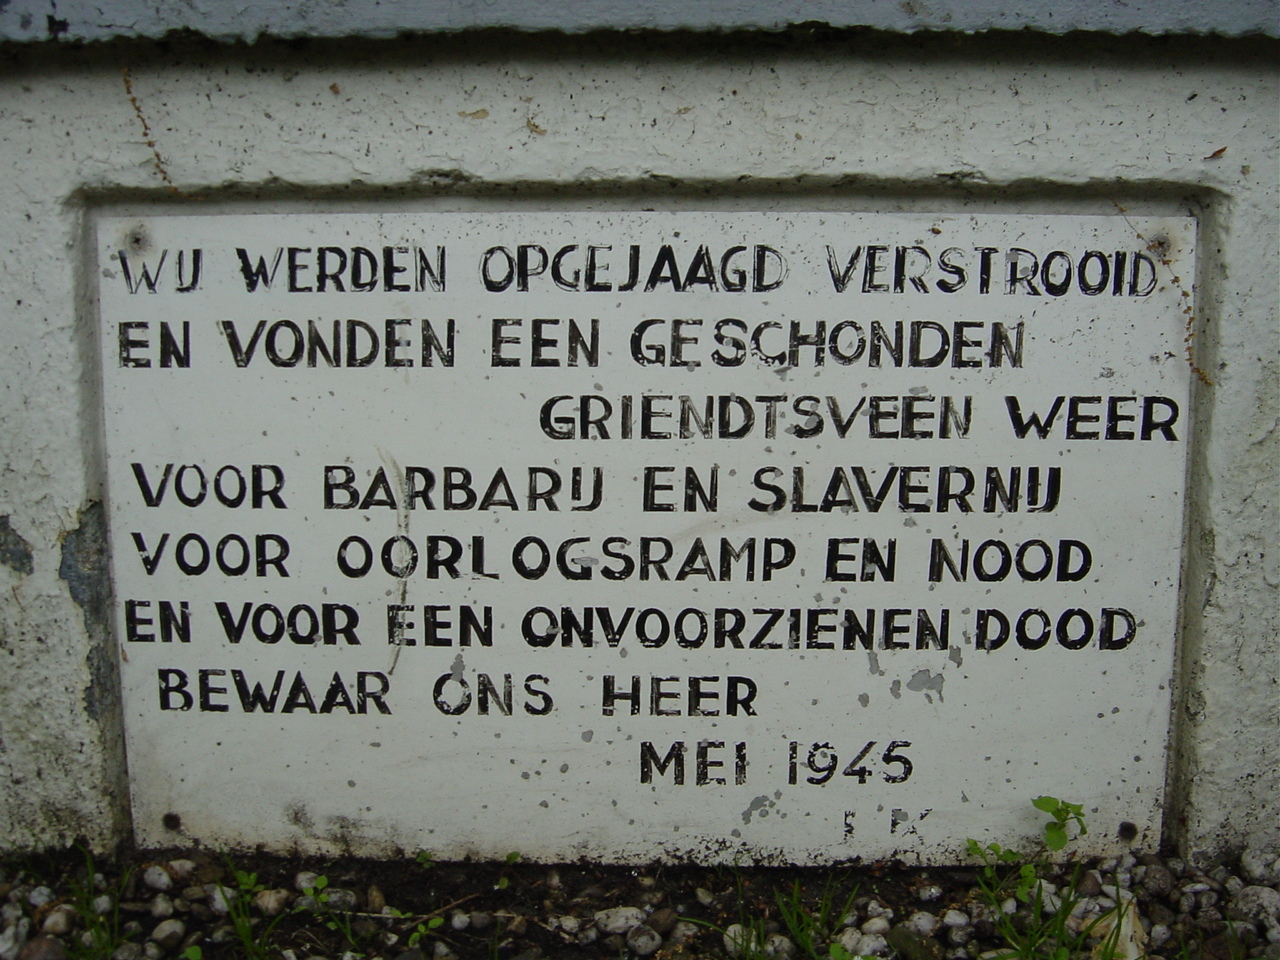 WIJ WERDEN OPGEJAAGD VERSTROOID
EN VONDEN EEN GESCHONDEN
GRIENDTSVEEN WEER
VOOR BARBARIJ EN SLAVERNIJ
VOOR OORLOGSRAMP EN NOOD
EN VOOR EEN ONVOORZIENEN DOOD
BEWAAR ONS HEER
MEI 1945